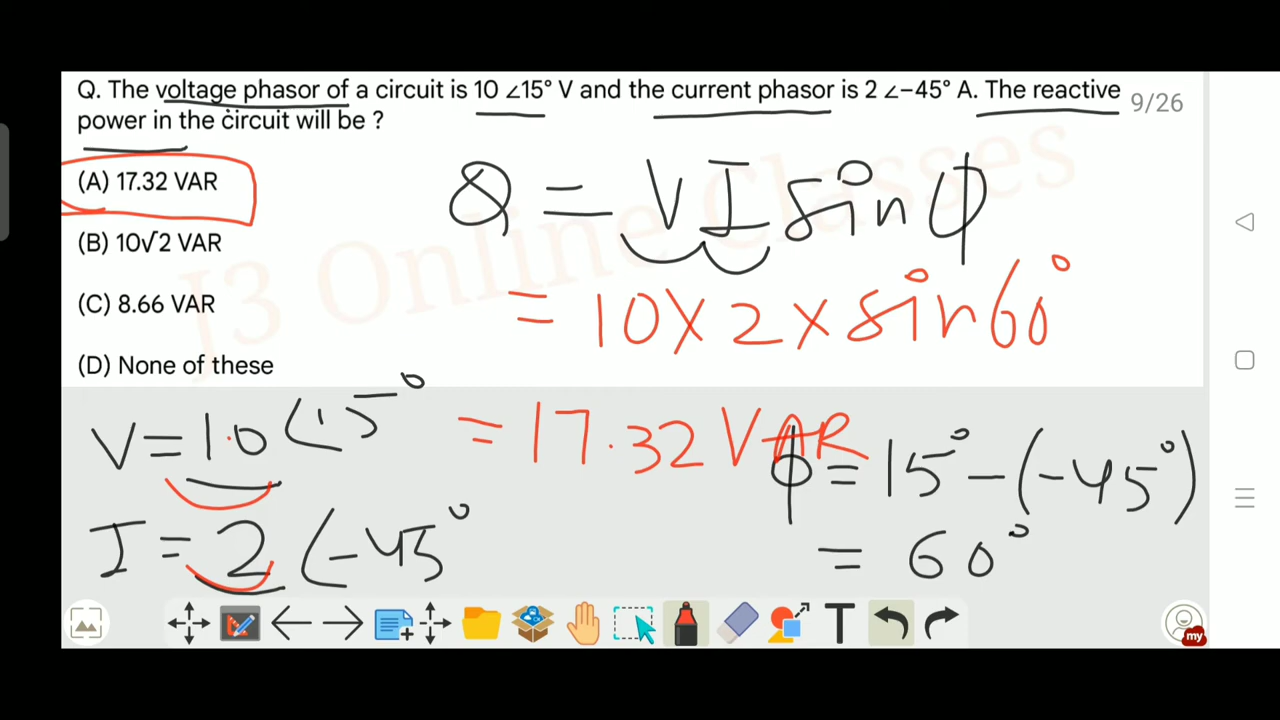 Q. The voltage phasor of a circuit is 10 ∠15° V and the current phasor is 2 ∠−45° A. The reactive
power in the circuit will be ?
9/26
(A) 17.32 VAR
(B) 10√2 VAR
(C) 8.66 VAR
(D) None of these
J3 Online Classes
Q = VI sin ϕ
= 10 × 2 × sin 60°
= 17.32 VAR
V = 10 ∠15°
I = 2 ∠-45°
ϕ = 15° - (-45°)
= 60°
T
my